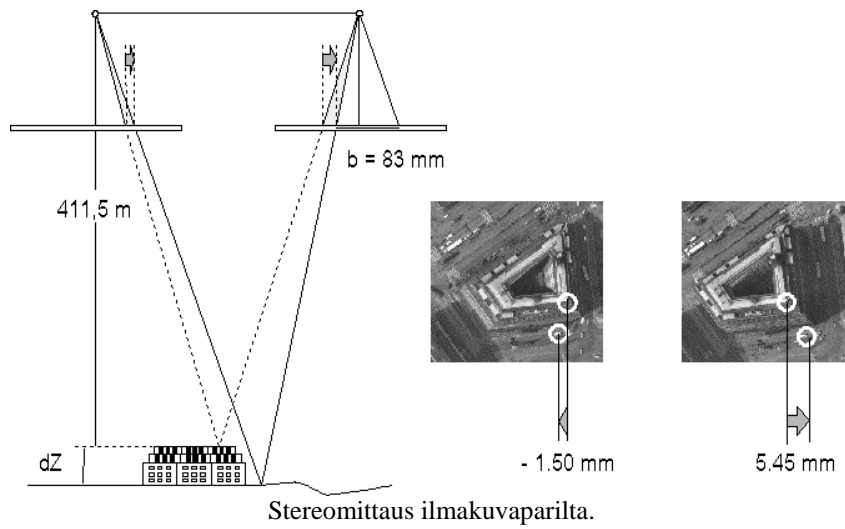 b = 83 mm
411,5 m
dZ
- 1.50 mm
5.45 mm
Stereomittaus ilmakuvaparilta.